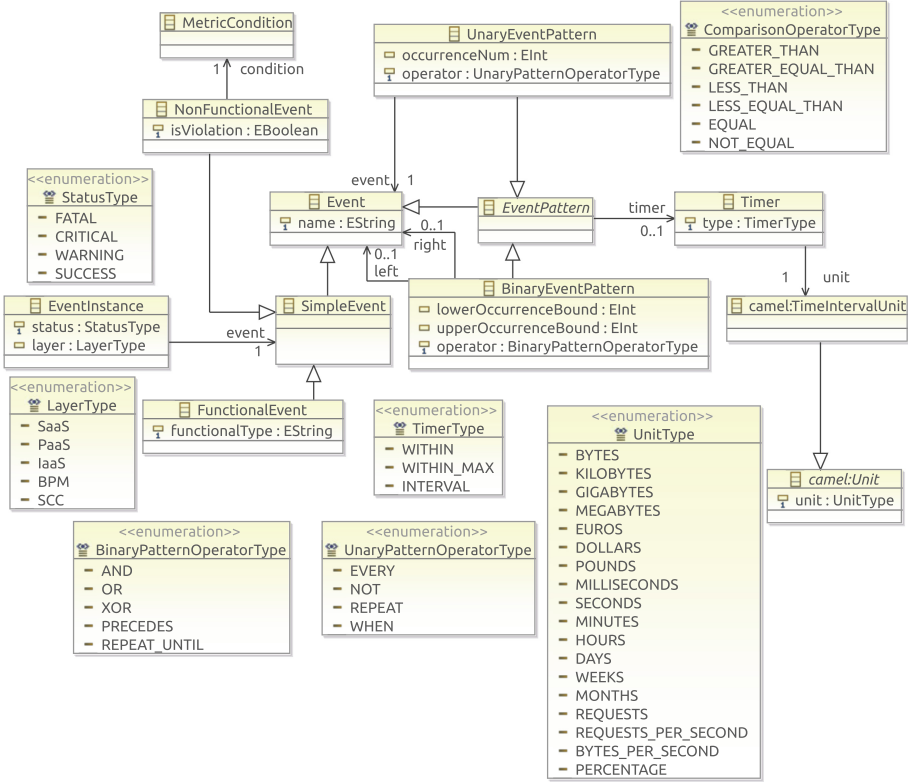 MetricCondition
1 condition
NonFunctionalEvent
isViolation : EBoolean
UnaryEventPattern
occurrenceNum : EInt
operator : UnaryPatternOperatorType
<<enumeration>>
ComparisonOperatorType
GREATER_THAN
GREATER_EQUAL_THAN
LESS_THAN
LESS_EQUAL_THAN
EQUAL
NOT_EQUAL
<<enumeration>>
StatusType
FATAL
CRITICAL
WARNING
SUCCESS
event 1
Event
name : EString
EventPattern
timer
0..1
Timer
type : TimerType
0..1
right
0..1
left
1 unit
EventInstance
status : StatusType
layer : LayerType
event
1
SimpleEvent
BinaryEventPattern
lowerOccurrenceBound : EInt
upperOccurrenceBound : EInt
operator : BinaryPatternOperatorType
camel:TimeIntervalUnit
<<enumeration>>
LayerType
SaaS
PaaS
IaaS
BPM
SCC
FunctionalEvent
functionalType : EString
<<enumeration>>
TimerType
WITHIN
WITHIN_MAX
INTERVAL
<<enumeration>>
UnitType
BYTES
KILOBYTES
GIGABYTES
MEGABYTES
EUROS
DOLLARS
POUNDS
MILLISECONDS
SECONDS
MINUTES
HOURS
DAYS
WEEKS
MONTHS
REQUESTS
REQUESTS_PER_SECOND
BYTES_PER_SECOND
PERCENTAGE
camel:Unit
unit : UnitType
<<enumeration>>
BinaryPatternOperatorType
AND
OR
XOR
PRECEDES
REPEAT_UNTIL
<<enumeration>>
UnaryPatternOperatorType
EVERY
NOT
REPEAT
WHEN